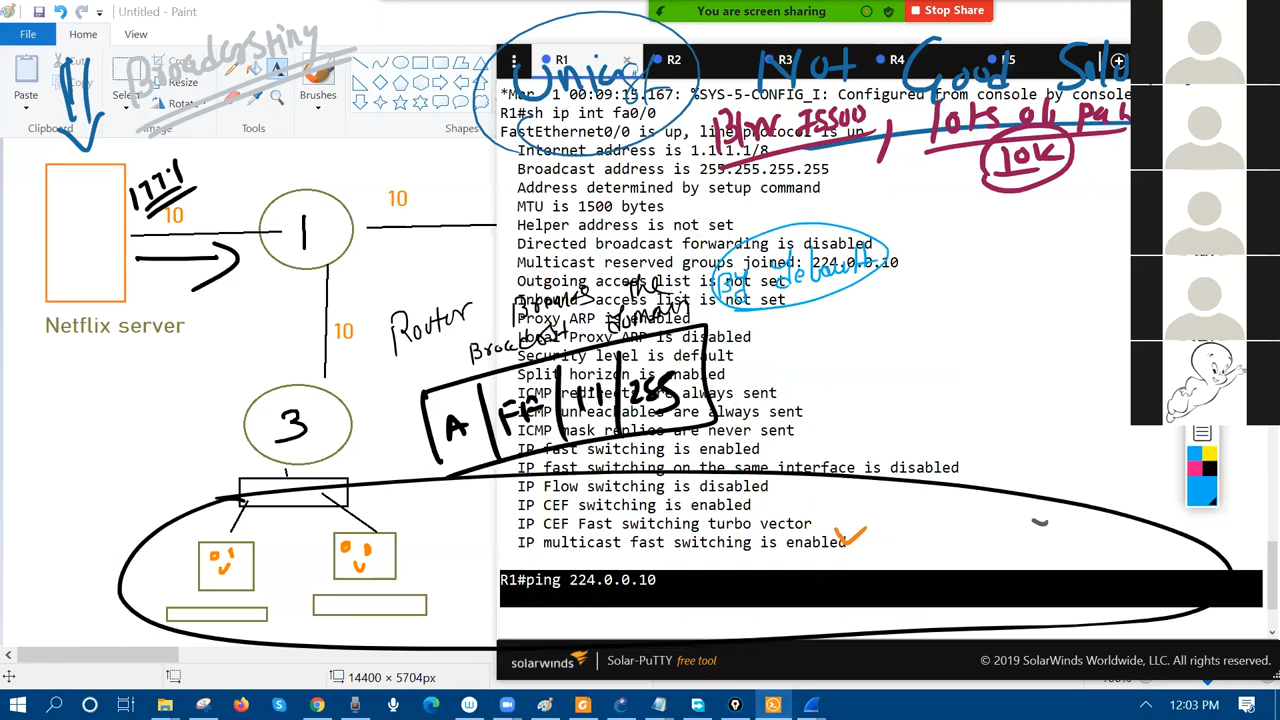 Untitled - Paint
You are screen sharing
Stop Share
File
Home
View
Paste
Select
Resize
Rotate
Brushes
Clipboard
Image
Tools
Shapes
Broadcasting
Unicast
Not Good Solu
B/w Issue, lots of pa
10K
R1
R2
R3
R4
R5
*Mar 1 00:09:19.167: %SYS-5-CONFIG_I: Configured from console by console
R1#sh ip int fa0/0
FastEthernet0/0 is up, line protocol is up
Internet address is 1.1.1.1/8
Broadcast address is 255.255.255.255
Address determined by setup command
MTU is 1500 bytes
Helper address is not set
Directed broadcast forwarding is disabled
Multicast reserved groups joined: 224.0.0.10
Outgoing access list is not set
Inbound access list is not set
Proxy ARP is enabled
Local Proxy ARP is disabled
Security level is default
Split horizon is enabled
ICMP redirects are always sent
ICMP unreachables are always sent
ICMP mask replies are never sent
IP fast switching is enabled
IP fast switching on the same interface is disabled
IP Flow switching is disabled
IP CEF switching is enabled
IP CEF Fast switching turbo vector
IP multicast fast switching is enabled
R1#ping 224.0.0.10
By default
177.1
10
1
10
Netflix server
10
3
Router
the
Broadcast
domain
A
FF
111
255
solarwinds
Solar-PuTTY free tool
© 2019 SolarWinds Worldwide, LLC. All rights reserved.
14400 × 5704px
12:03 PM